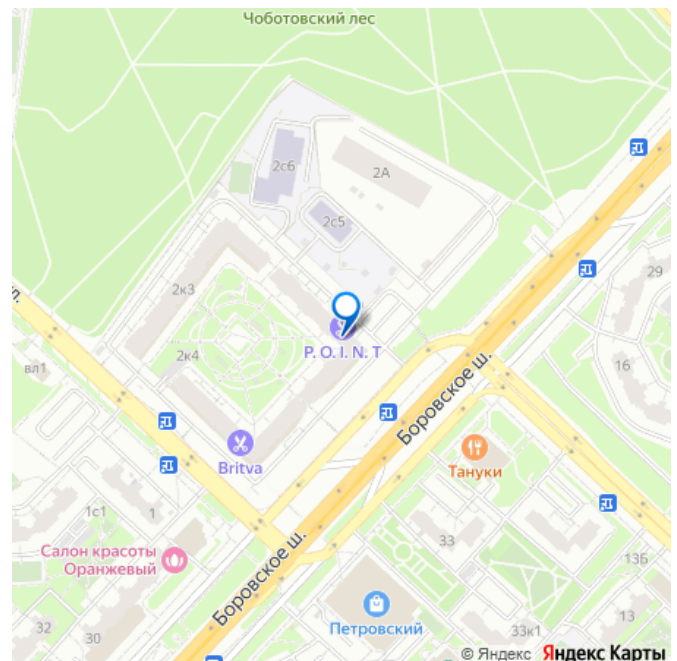 Чоботовский лес
2с6
2А
2с5
2к3
29
ул.
P. O. I. N. T
2к4
16
вл1
Боровское ш.
Britva
Тануки
1с1
1
33
Салон красоты
Оранжевый
13Б
Боровское ш.
Петровский
32
30
33к1
13
© Яндекс Яндекс Карты